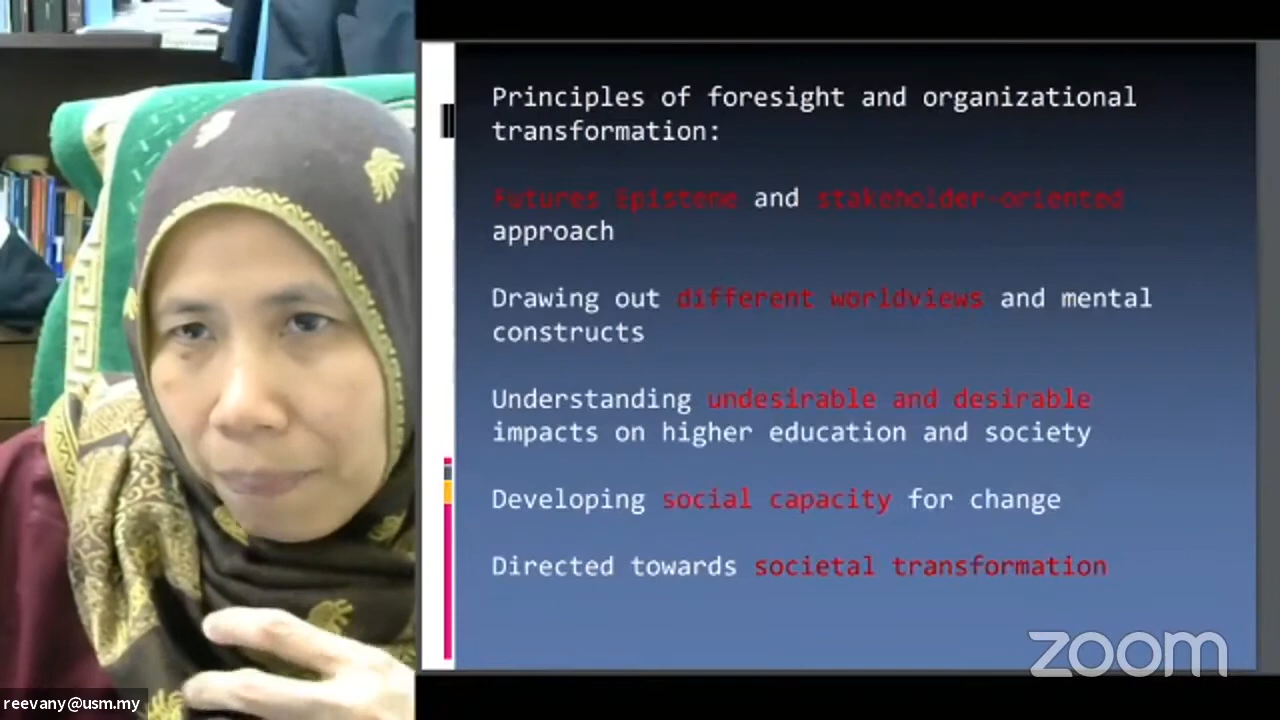 Principles of foresight and organizational
transformation:
Futures Episteme and stakeholder-oriented
approach
Drawing out different worldviews and mental
constructs
Understanding undesirable and desirable
impacts on higher education and society
Developing social capacity for change
Directed towards societal transformation
zoom
reevany@usm.my